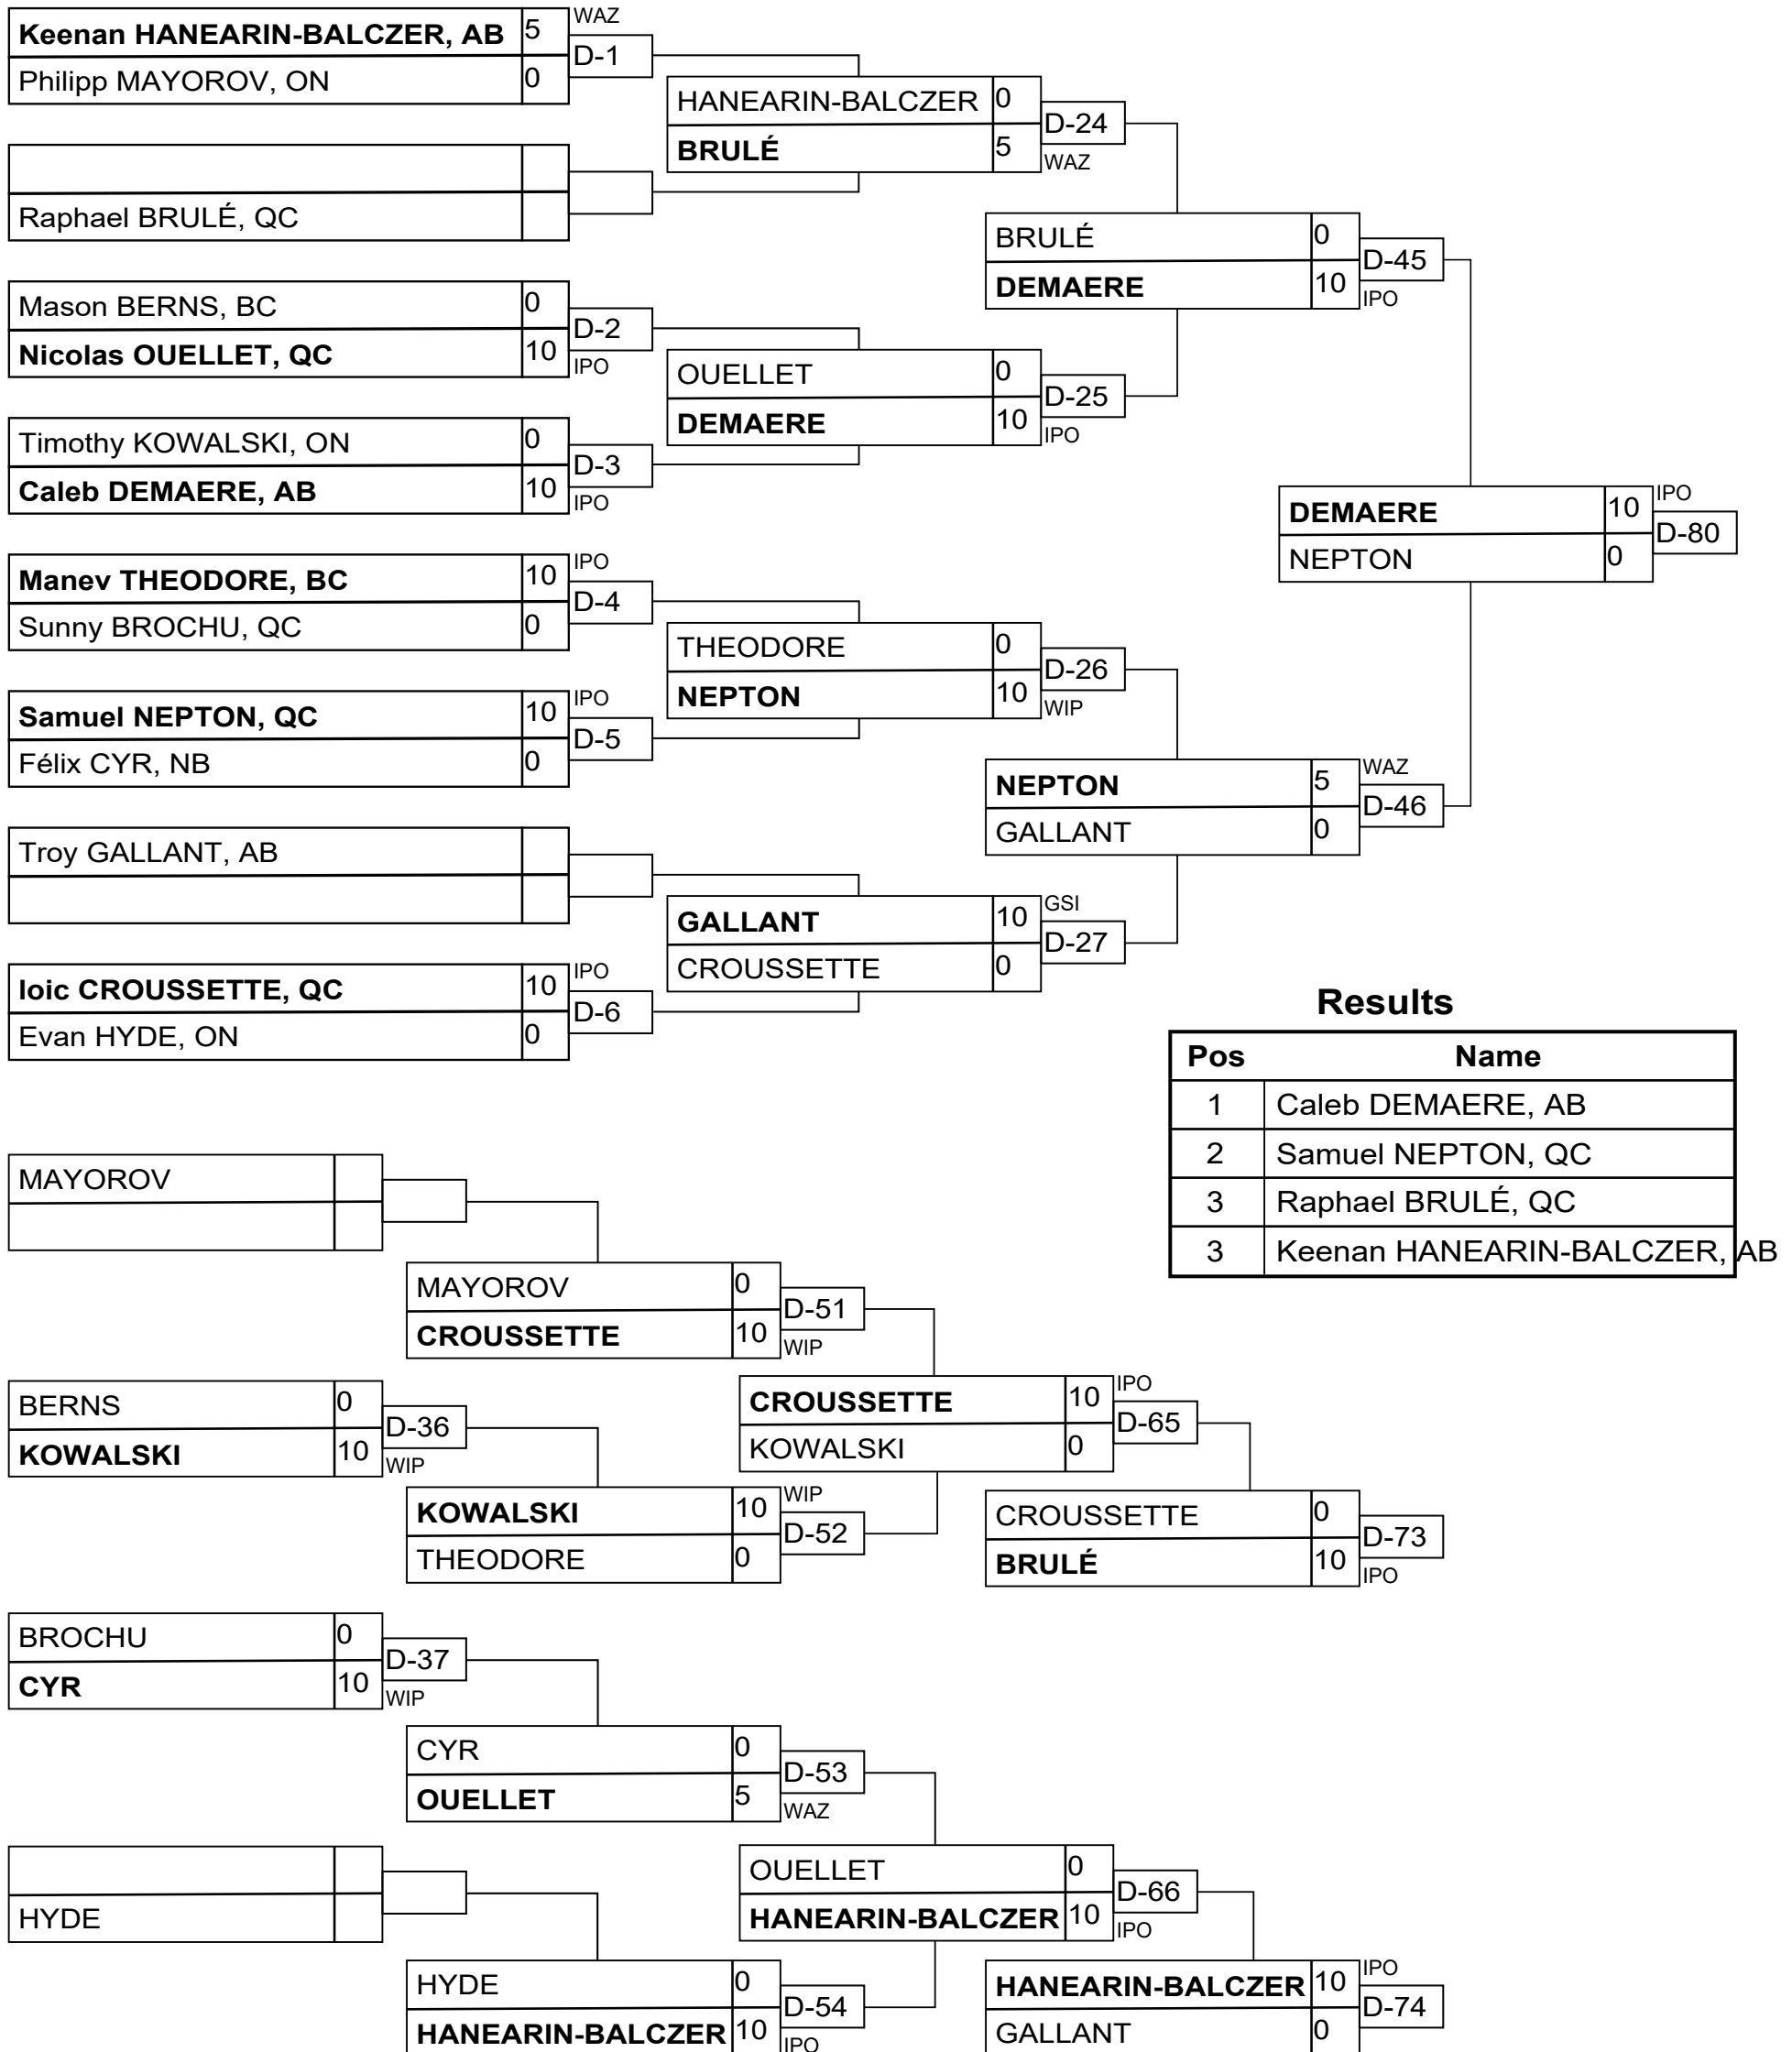 Keenan HANEARIN-BALCZER, AB 5 WAZ
Philipp MAYOROV, ON 0
D-1
Raphael BRULÉ, QC
Mason BERNS, BC 0
Nicolas OUELLET, QC 10
D-2
IPO
Timothy KOWALSKI, ON 0
Caleb DEMAERE, AB 10
D-3
IPO
Manev THEODORE, BC 10 IPO
Sunny BROCHU, QC 0
D-4
Samuel NEPTON, QC 10 IPO
Félix CYR, NB 0
D-5
Troy GALLANT, AB
loic CROUSSETTE, QC 10 IPO
Evan HYDE, ON 0
D-6
HANEARIN-BALCZER 0
BRULÉ 5
D-24
WAZ
OUELLET 0
DEMAERE 10
D-25
IPO
THEODORE 0
NEPTON 10
D-26
WIP
GALLANT 10 GSI
CROUSSETTE 0
D-27
BRULÉ 0
DEMAERE 10
D-45
IPO
NEPTON 5 WAZ
GALLANT 0
D-46
DEMAERE 10 IPO
NEPTON 0
D-80
Results
Pos Name
1 Caleb DEMAERE, AB
2 Samuel NEPTON, QC
3 Raphael BRULÉ, QC
3 Keenan HANEARIN-BALCZER, AB
MAYOROV
BERNS 0
KOWALSKI 10
D-36
WIP
BROCHU 0
CYR 10
D-37
WIP
HYDE
MAYOROV 0
CROUSSETTE 10
D-51
WIP
KOWALSKI 10 WIP
THEODORE 0
D-52
CYR 0
OUELLET 5
D-53
WAZ
HYDE 0
HANEARIN-BALCZER 10
D-54
IPO
CROUSSETTE 10 IPO
KOWALSKI 0
D-65
OUELLET 0
HANEARIN-BALCZER 10
D-66
IPO
CROUSSETTE 0
BRULÉ 10
D-73
IPO
HANEARIN-BALCZER 10 IPO
GALLANT 0
D-74